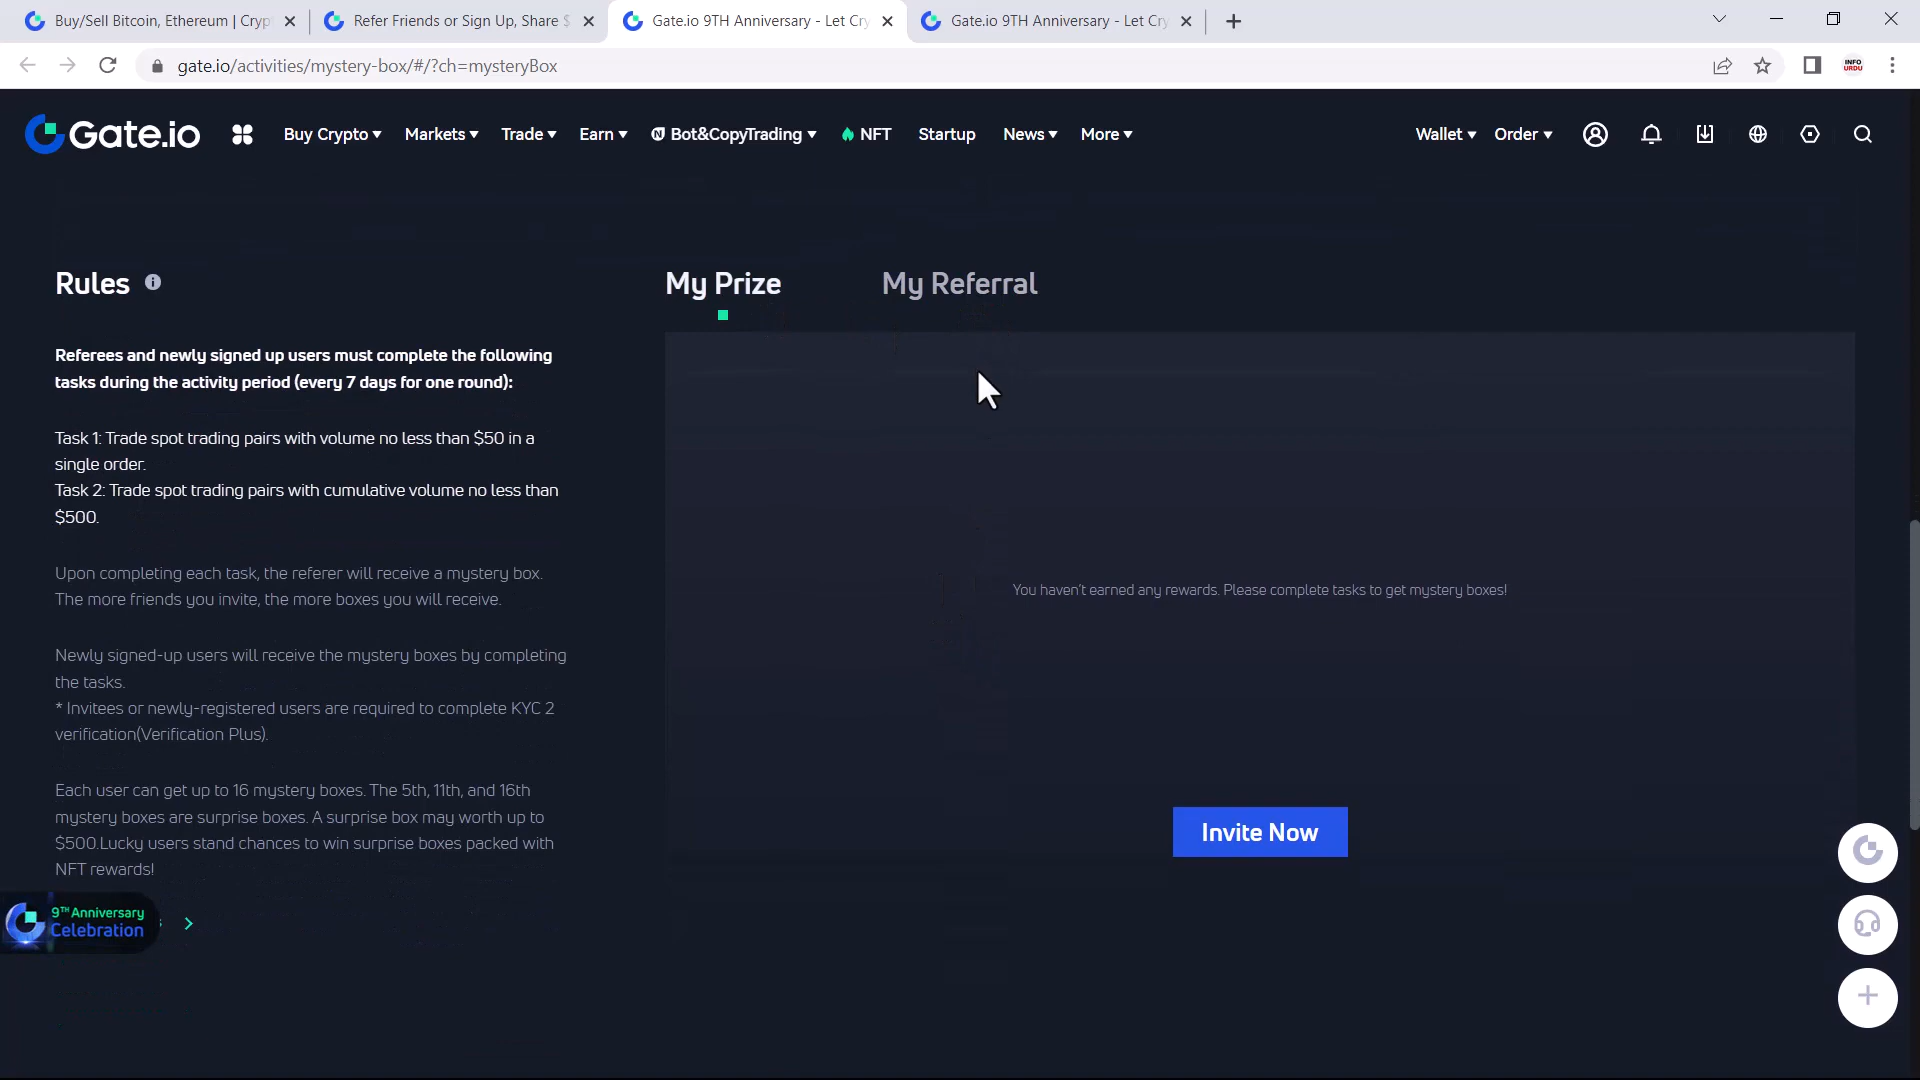 Buy/Sell Bitcoin, Ethereum | Cryp
Refer Friends or Sign Up, Share $
Gate.io 9TH Anniversary - Let Cry
Gate.io 9TH Anniversary - Let Cry
gate.io/activities/mystery-box/#/?ch=mysteryBox
INFO
URDU
Gate.io
Buy Crypto
Markets
Trade
Earn
Bot&CopyTrading
NFT
Startup
News
More
Wallet
Order
Rules
My Prize
My Referral
Referees and newly signed up users must complete the following
tasks during the activity period (every 7 days for one round):
Task 1: Trade spot trading pairs with volume no less than $50 in a
single order.
Task 2: Trade spot trading pairs with cumulative volume no less than
$500.
Upon completing each task, the referer will receive a mystery box.
The more friends you invite, the more boxes you will receive.
Newly signed-up users will receive the mystery boxes by completing
the tasks.
* Invitees or newly-registered users are required to complete KYC 2
verification(Verification Plus).
Each user can get up to 16 mystery boxes. The 5th, 11th, and 16th
mystery boxes are surprise boxes. A surprise box may worth up to
$500.Lucky users stand chances to win surprise boxes packed with
NFT rewards!
You haven't earned any rewards. Please complete tasks to get mystery boxes!
Invite Now
9TH Anniversary
Celebration